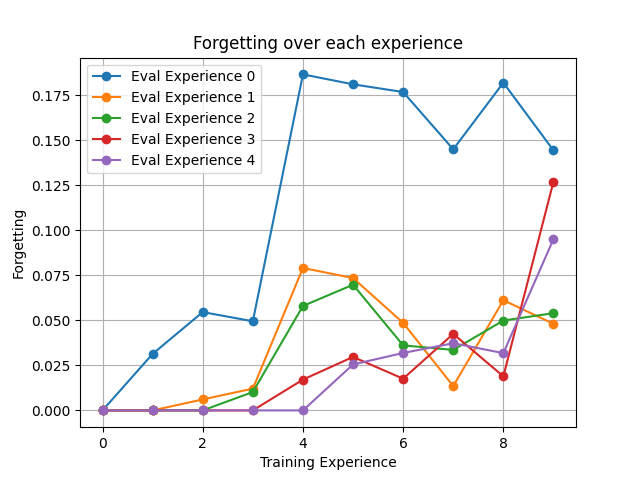 Forgetting over each experience
Eval Experience 0
Eval Experience 1
Eval Experience 2
Eval Experience 3
Eval Experience 4
Forgetting
0.175
0.150
0.125
0.100
0.075
0.050
0.025
0.000
0 2 4 6 8
Training Experience